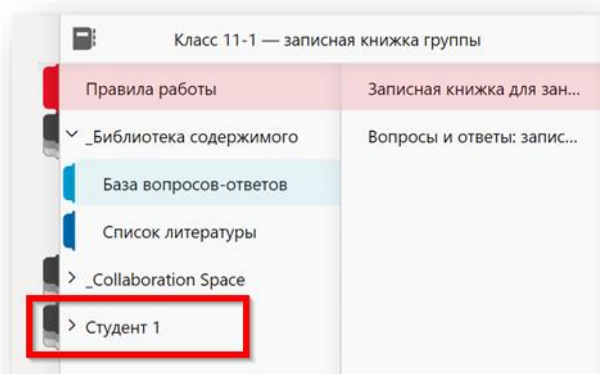 Класс 11-1 — записная книжка группы
Правила работы
Записная книжка для зан...
_Библиотека содержимого
Вопросы и ответы: запис...
База вопросов-ответов
Список литературы
_Collaboration Space
Студент 1